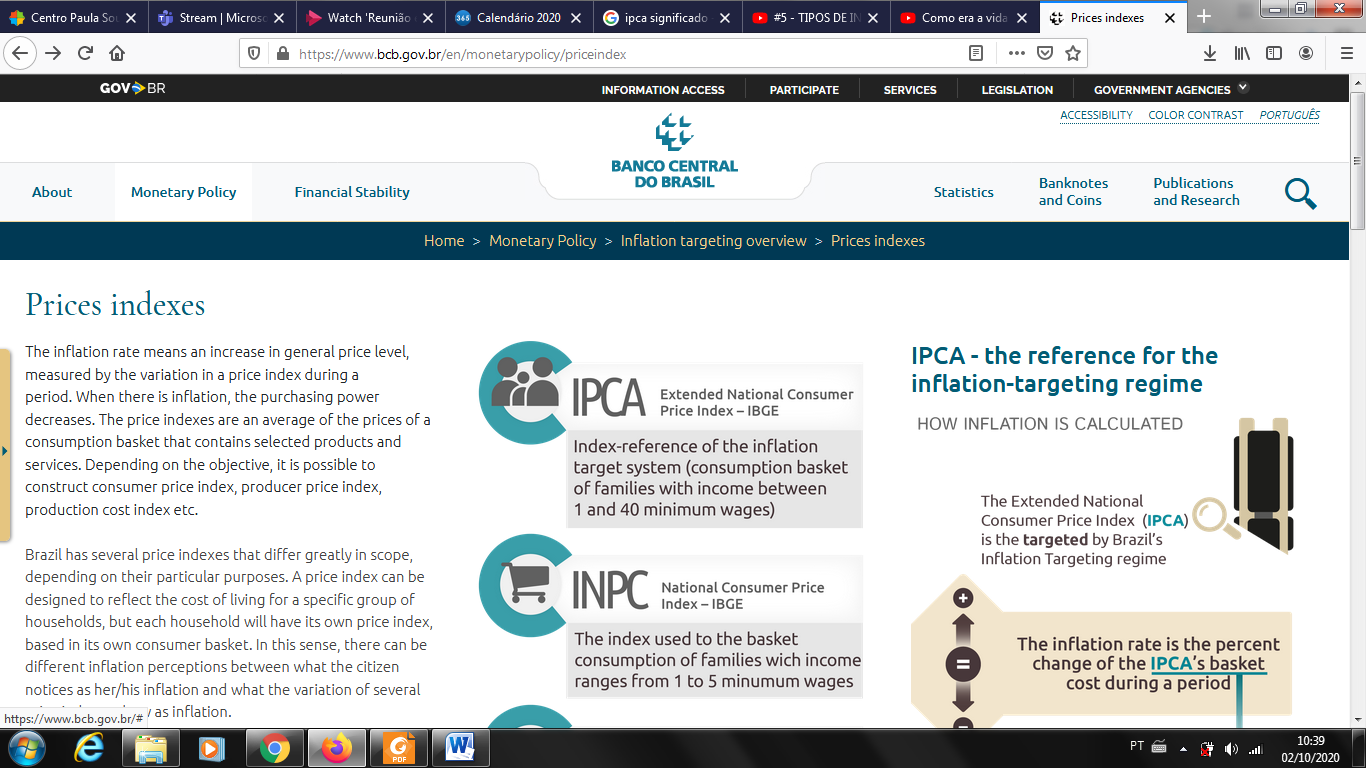 Centro Paula Sou
Stream | Microso
Watch 'Reunião
365
Calendário 2020
ipca significado
#5 - TIPOS DE IN
Como era a vida
Prices indexes
https://www.bcb.gov.br/en/monetarypolicy/priceindex
GOV BR
INFORMATION ACCESS
PARTICIPATE
SERVICES
LEGISLATION
GOVERNMENT AGENCIES
ACCESSIBILITY
COLOR CONTRAST
PORTUGUÊS
BANCO CENTRAL
DO BRASIL
About
Monetary Policy
Financial Stability
Statistics
Banknotes
and Coins
Publications
and Research
Home > Monetary Policy > Inflation targeting overview > Prices indexes
Prices indexes
The inflation rate means an increase in general price level,
measured by the variation in a price index during a
period. When there is inflation, the purchasing power
decreases. The price indexes are an average of the prices of a
consumption basket that contains selected products and
services. Depending on the objective, it is possible to
construct consumer price index, producer price index,
production cost index etc.
Brazil has several price indexes that differ greatly in scope,
depending on their particular purposes. A price index can be
designed to reflect the cost of living for a specific group of
households, but each household will have its own price index,
based in its own consumer basket. In this sense, there can be
different inflation perceptions between what the citizen
notices as her/his inflation and what the variation of several
as inflation.
https://www.bcb.gov.br/#
IPCA
Extended National Consumer
Price Index – IBGE
Index-reference of the inflation
target system (consumption basket
of families with income between
1 and 40 minimum wages)
INPC
National Consumer Price
Index – IBGE
The index used to the basket
consumption of families wich income
ranges from 1 to 5 minumum wages
IPCA - the reference for the
inflation-targeting regime
HOW INFLATION IS CALCULATED
The Extended National
Consumer Price Index (IPCA)
is the targeted by Brazil's
Inflation Targeting regime
+
=
The inflation rate is the percent
change of the IPCA's basket
cost during a period
PDF
PT
10:39
02/10/2020